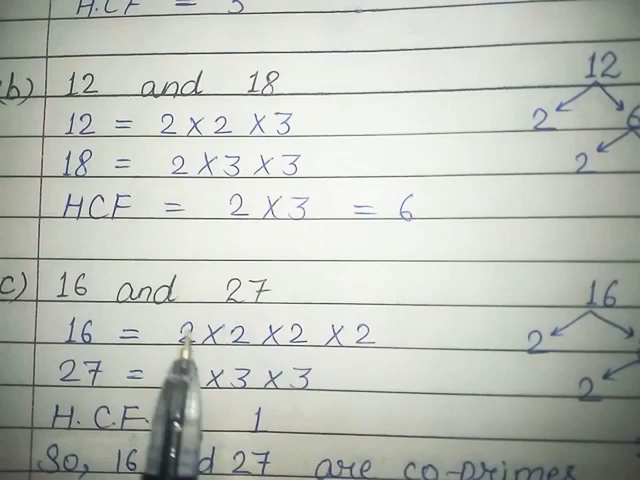 H.C.F = 3
(b) 12 and 18
12 = 2 × 2 × 3
18 = 2 × 3 × 3
HCF = 2 × 3 = 6
12
2 6
2
c) 16 and 27
16 = 2 × 2 × 2 × 2
27 = × 3 × 3
H.C.F. 1
So, 16 d 27 are co-primes
16
2
2